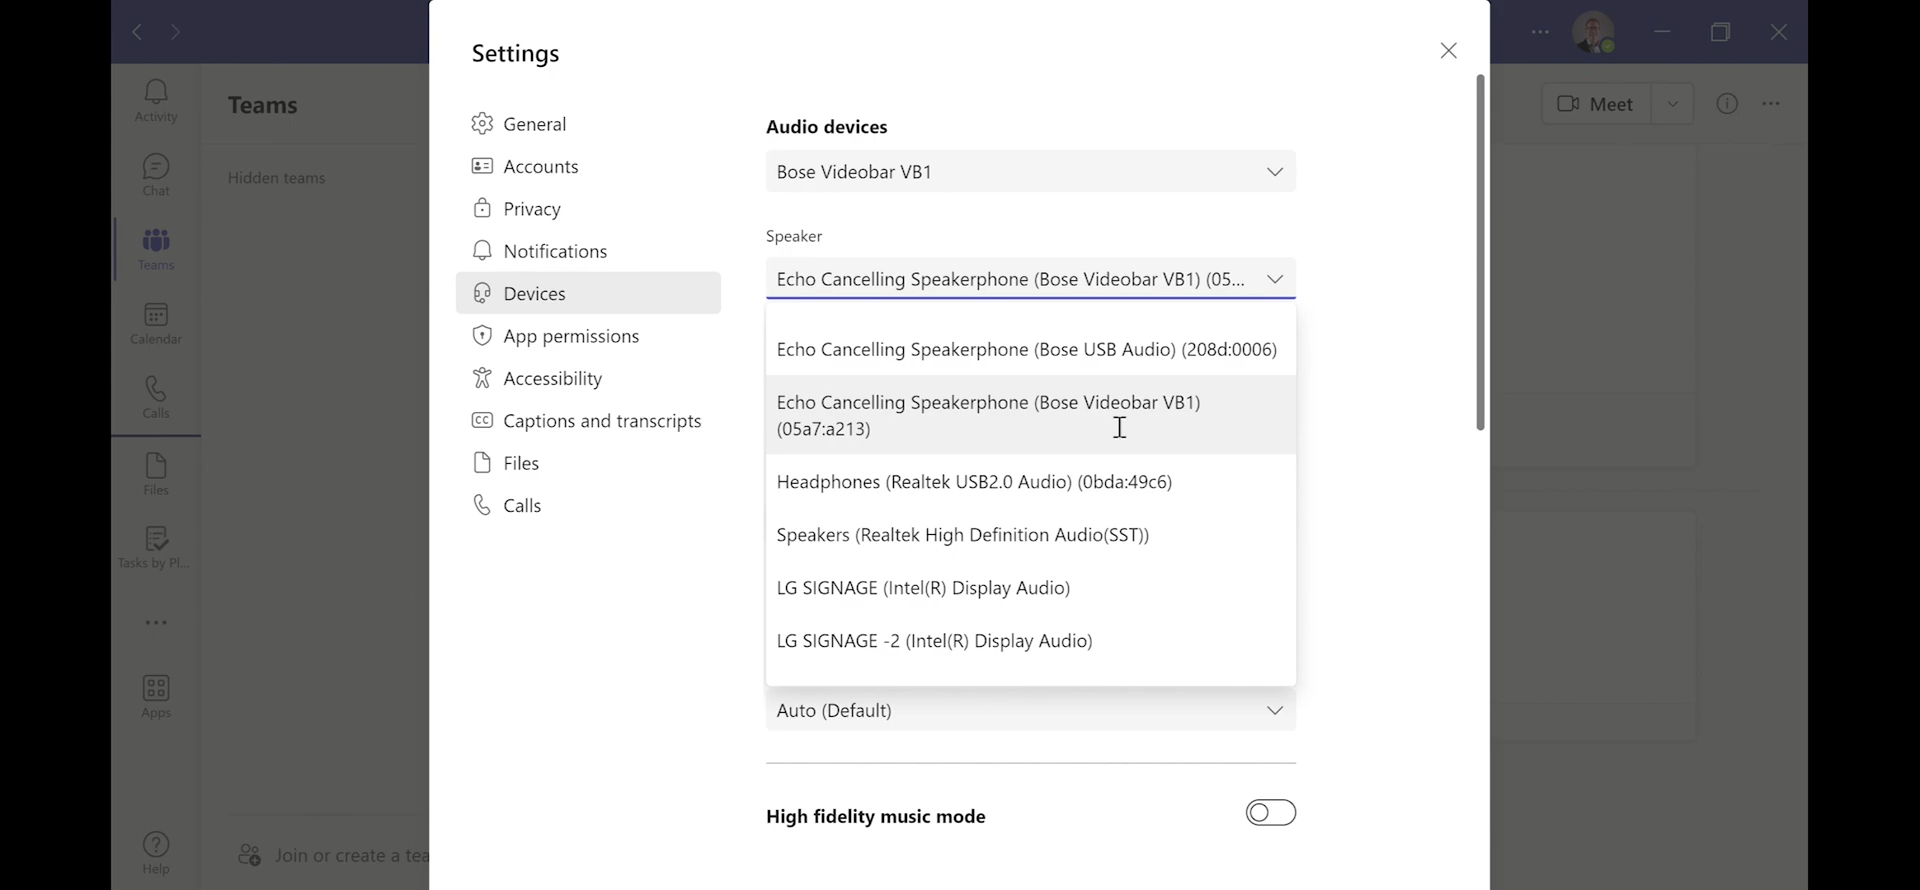 Settings
Meet
Activity
Chat
Teams
Calendar
Calls
Files
Tasks by Pl...
Apps
Help
Teams
Hidden teams
Join or create a tea
General
Accounts
Privacy
Notifications
Devices
App permissions
Accessibility
Captions and transcripts
Files
Calls
Audio devices
Bose Videobar VB1
Speaker
Echo Cancelling Speakerphone (Bose Videobar VB1) (05...
Echo Cancelling Speakerphone (Bose USB Audio) (208d:0006)
Echo Cancelling Speakerphone (Bose Videobar VB1)
(05a7:a213)
Headphones (Realtek USB2.0 Audio) (0bda:49c6)
Speakers (Realtek High Definition Audio(SST))
LG SIGNAGE (Intel(R) Display Audio)
LG SIGNAGE -2 (Intel(R) Display Audio)
Auto (Default)
High fidelity music mode